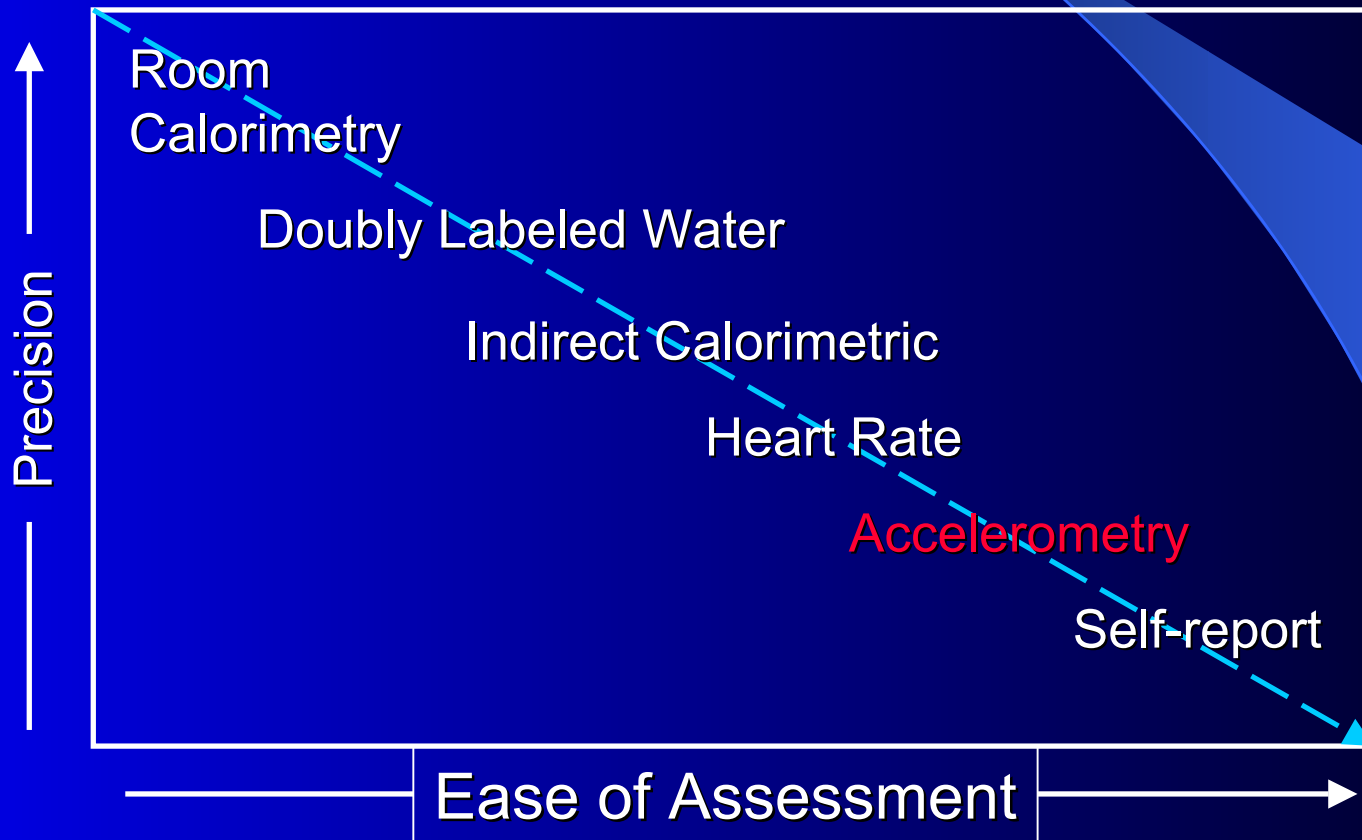 Room
Calorimetry
Doubly Labeled Water
Indirect Calorimetric
Heart Rate
Accelerometry
Self-report
Precision
Ease of Assessment